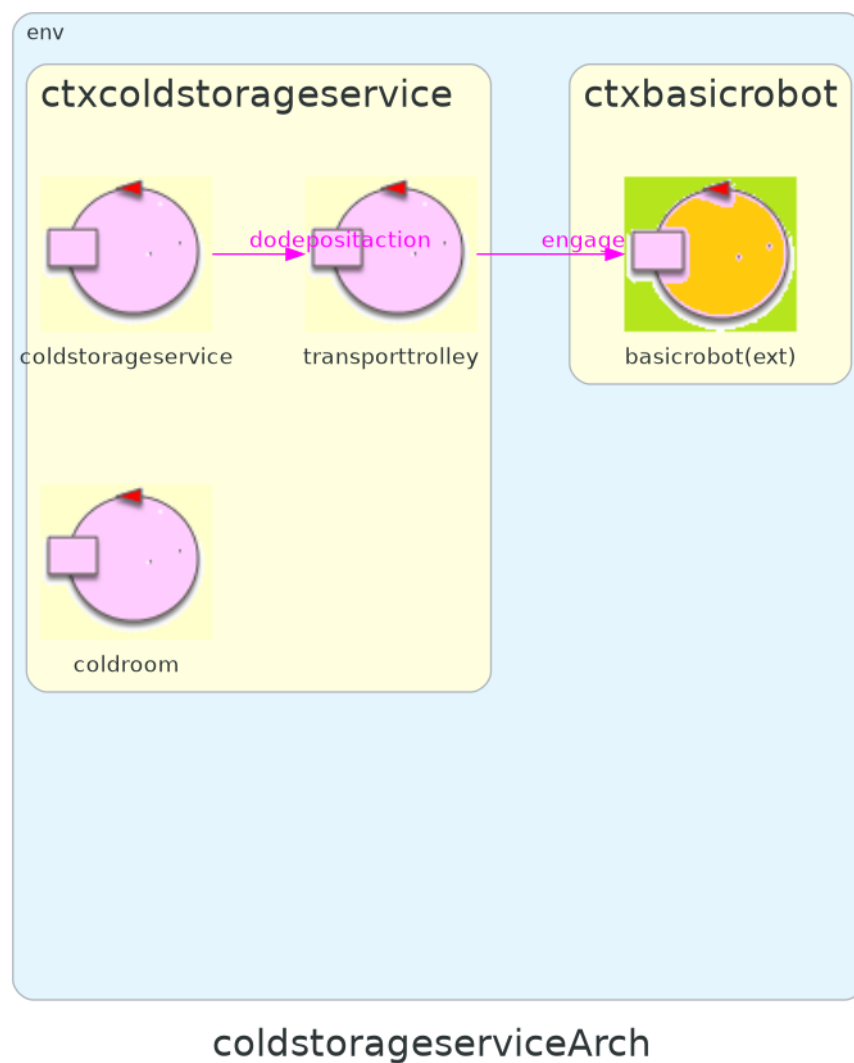 env
ctxcoldstorageservice
ctxbasicrobot
dodepositaction
engage
coldstorageservice
transporttrolley
basicrobot(ext)
coldroom
coldstorageserviceArch